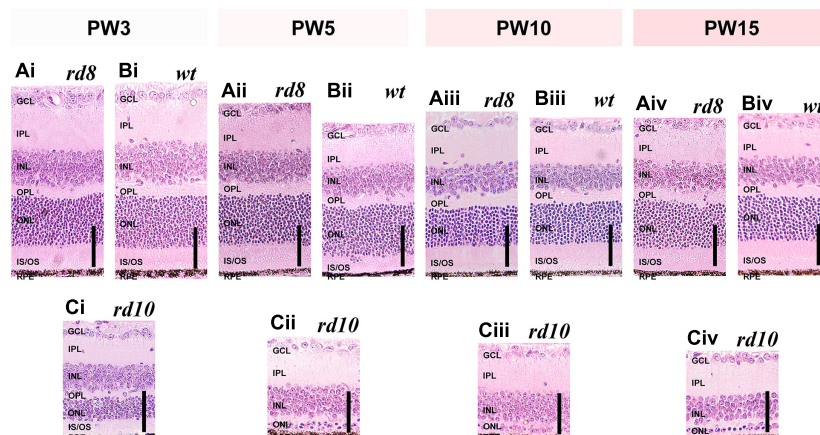 PW3 PW5 PW10 PW15
Ai rd8 Bi wt Aii rd8 Bii wt Aiii rd8 Biii wt Aiv rd8 Biv wt
GCL GCL GCL GCL GCL GCL GCL GCL
IPL IPL IPL IPL IPL IPL IPL IPL
INL INL INL INL INL INL INL INL
OPL OPL OPL OPL OPL OPL OPL OPL
ONL ONL ONL ONL ONL ONL ONL ONL
IS/OS IS/OS IS/OS IS/OS IS/OS IS/OS IS/OS IS/OS
RPE RPE RPE RPE RPE RPE RPE RPE
Ci rd10 Cii rd10 Ciii rd10 Civ rd10
GCL GCL GCL GCL
IPL IPL IPL IPL
INL INL INL INL
OPL
ONL ONL ONL ONL
IS/OS